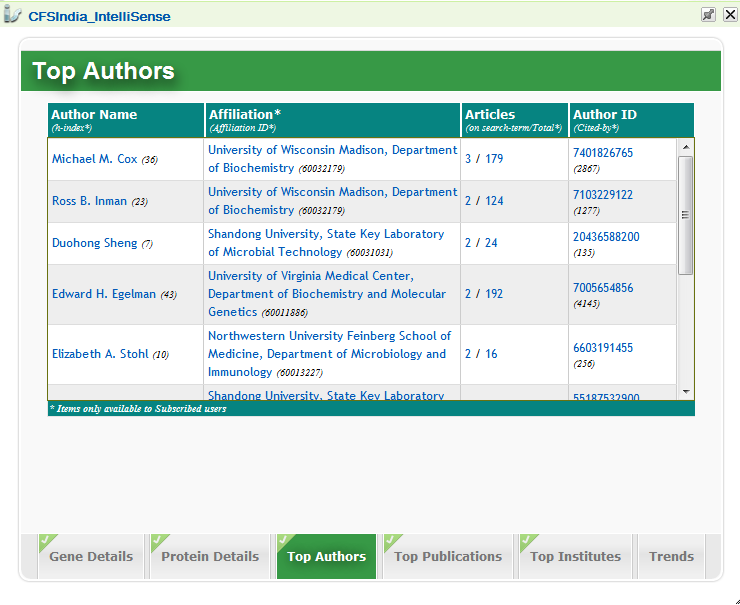 CFSIndia_IntelliSense
Top Authors
Author Name Affiliation* Articles Author ID
(h-index*) (Affiliation ID*) (on search-term/Total*) (Cited-by*)
Michael M. Cox (36) University of Wisconsin Madison, Department of Biochemistry (60032179) 3 / 179 7401826765 (2867)
Ross B. Inman (23) University of Wisconsin Madison, Department of Biochemistry (60032179) 2 / 124 7103229122 (1277)
Duohong Sheng (7) Shandong University, State Key Laboratory of Microbial Technology (60031031) 2 / 24 20436588200 (135)
Edward H. Egelman (43) University of Virginia Medical Center, Department of Biochemistry and Molecular Genetics (60011886) 2 / 192 7005654856 (4145)
Elizabeth A. Stohl (10) Northwestern University Feinberg School of Medicine, Department of Microbiology and Immunology (60013227) 2 / 16 6603191455 (256)
Shandong University, State Key Laboratory 55187532900
* Items only available to Subscribed users
Gene Details Protein Details Top Authors Top Publications Top Institutes Trends